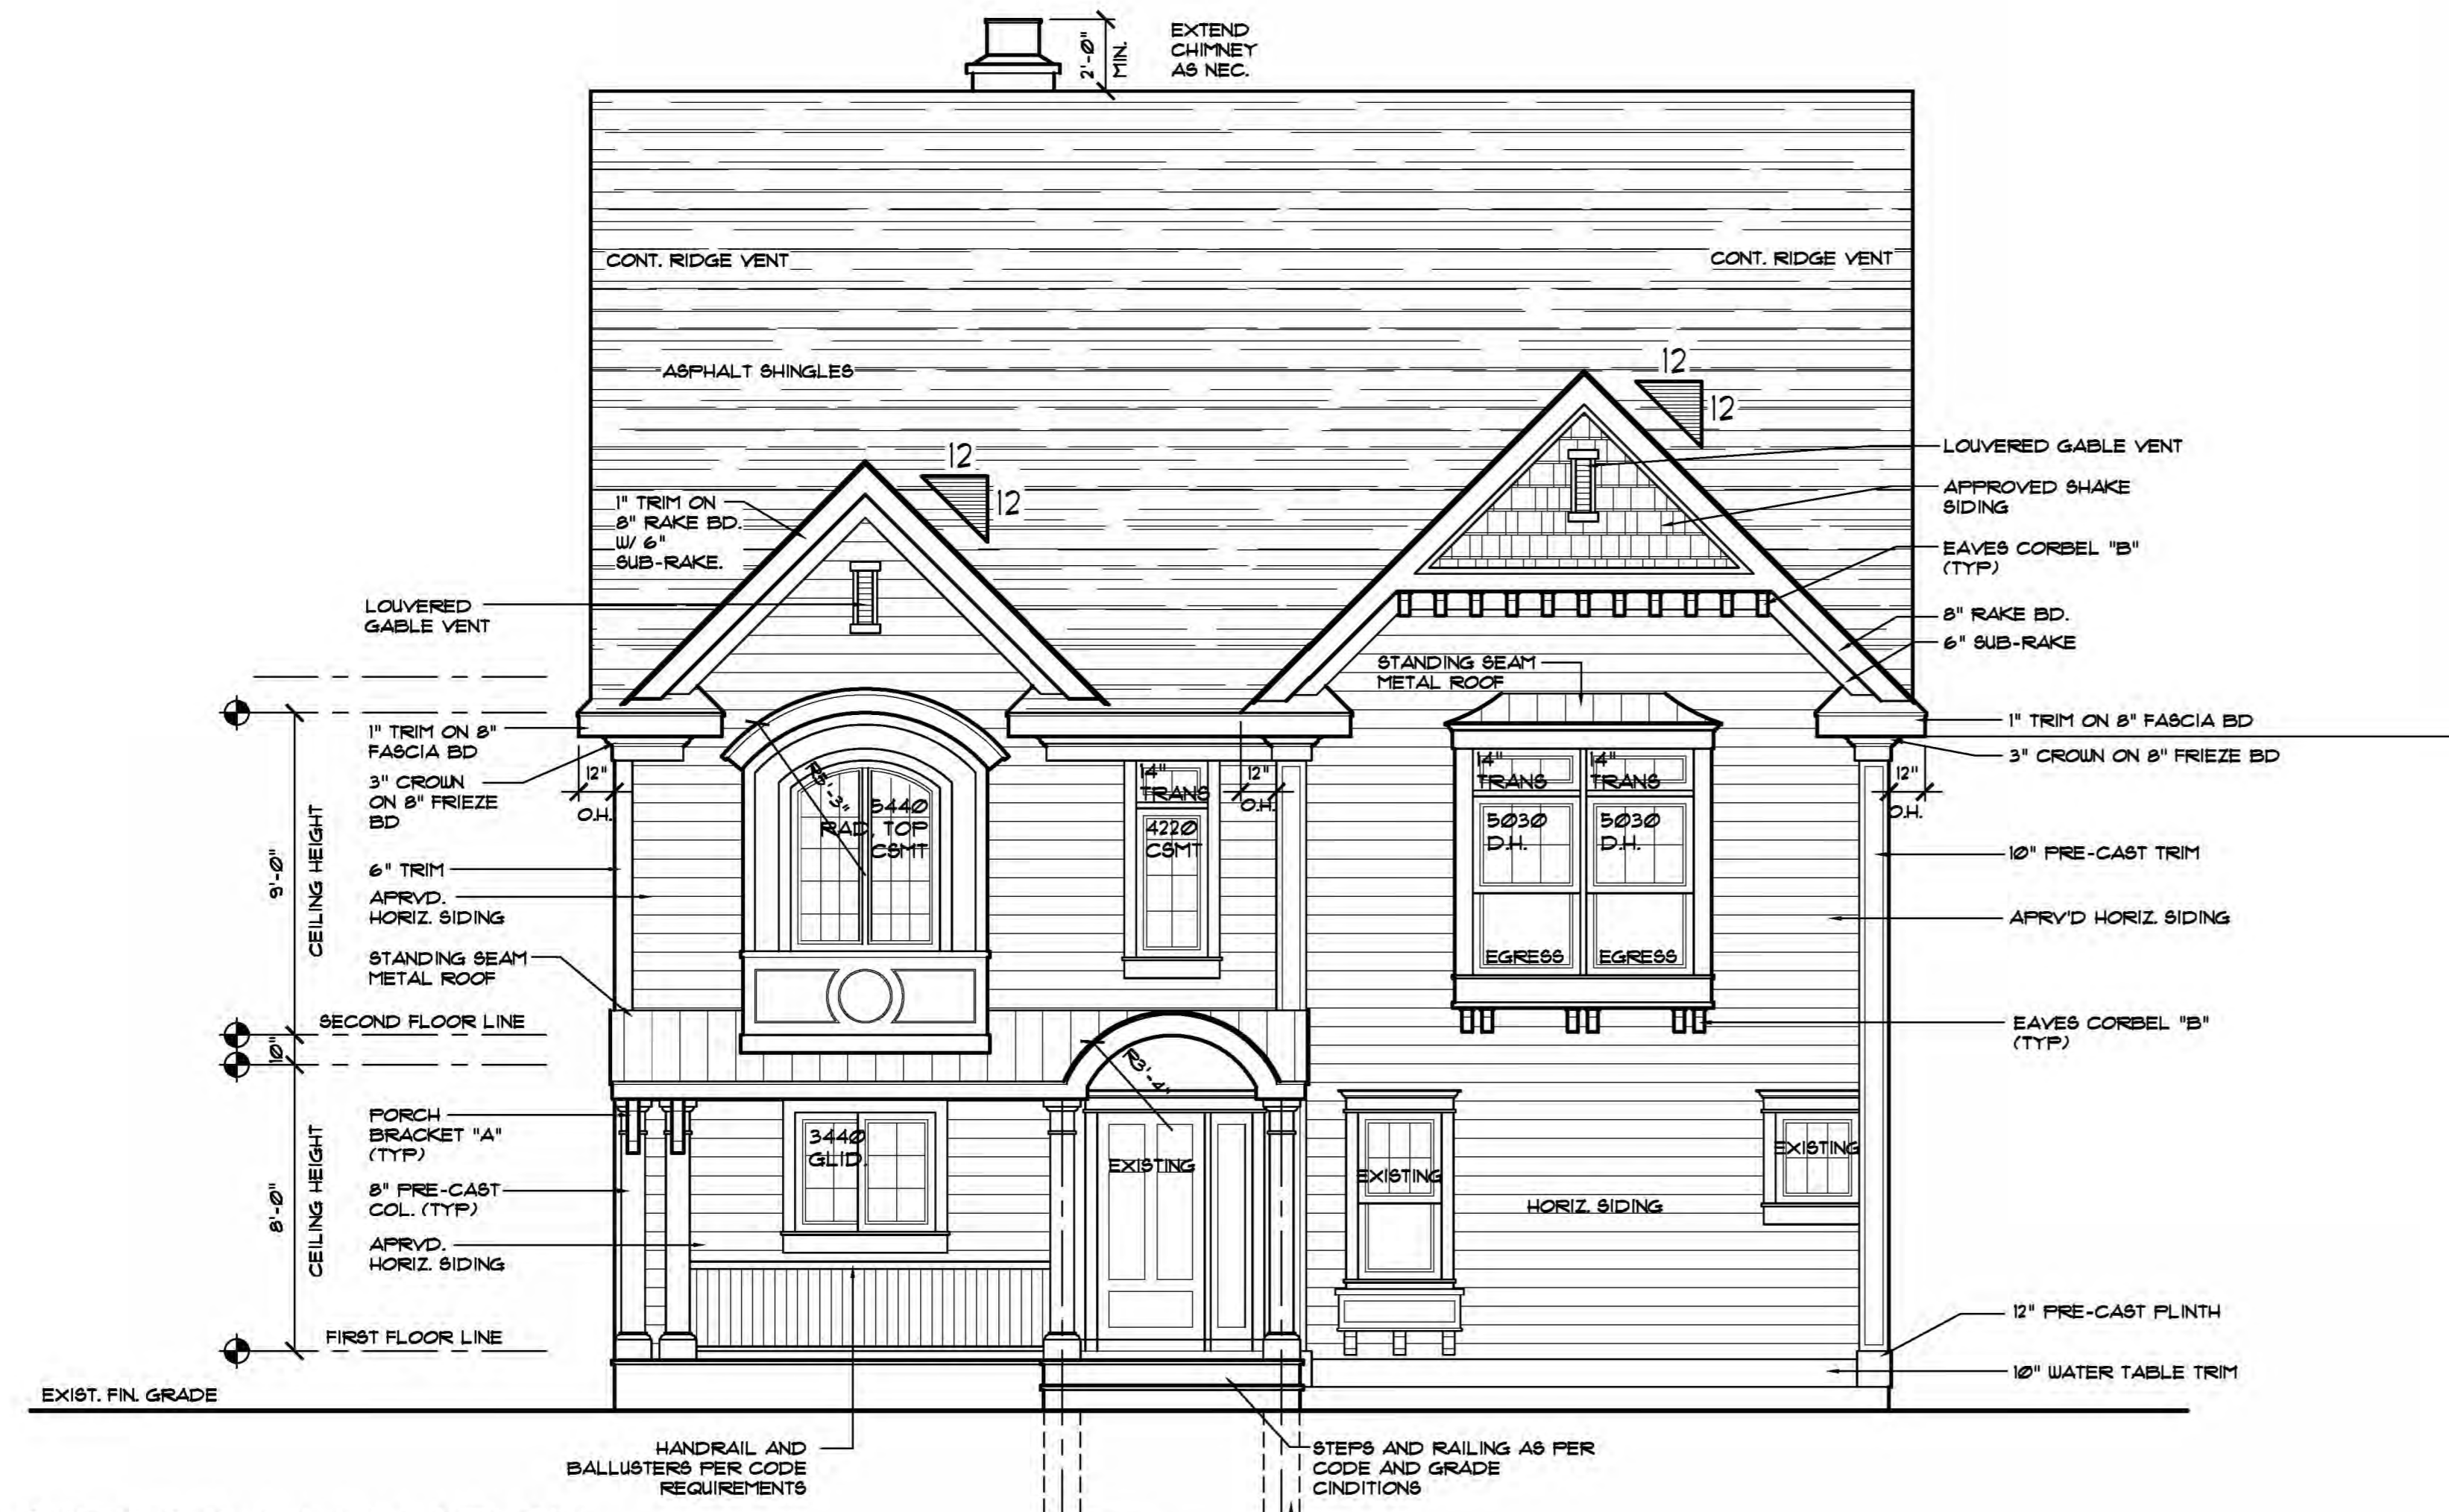 EXTEND
CHIMNEY
AS NEC.
2'-0"
MIN.
CONT. RIDGE VENT
CONT. RIDGE VENT
ASPHALT SHINGLES
12
12
12
12
1" TRIM ON
8" RAKE BD.
W/ 6"
SUB-RAKE.
LOUVERED
GABLE VENT
1" TRIM ON 8"
FASCIA BD
3" CROWN
ON 8" FRIEZE
BD
6" TRIM
APRVD.
HORIZ. SIDING
STANDING SEAM
METAL ROOF
SECOND FLOOR LINE
PORCH
BRACKET "A"
(TYP)
8" PRE-CAST
COL. (TYP)
APRVD.
HORIZ. SIDING
FIRST FLOOR LINE
EXIST. FIN. GRADE
9'-0"
CEILING HEIGHT
10"
8'-0"
CEILING HEIGHT
12"
O.H.
R5'-3"
5440
RAD. TOP
CSMT
14"
TRANS
4220
CSMT
12"
O.H.
STANDING SEAM
METAL ROOF
14"
TRANS
14"
TRANS
5030
D.H.
5030
D.H.
EGRESS
EGRESS
12"
O.H.
R3'-4"
3440
GLID.
EXISTING
EXISTING
EXISTING
HORIZ. SIDING
LOUVERED GABLE VENT
APPROVED SHAKE
SIDING
EAVES CORBEL "B"
(TYP)
8" RAKE BD.
6" SUB-RAKE
1" TRIM ON 8" FASCIA BD
3" CROWN ON 8" FRIEZE BD
10" PRE-CAST TRIM
APRV'D HORIZ. SIDING
EAVES CORBEL "B"
(TYP)
12" PRE-CAST PLINTH
10" WATER TABLE TRIM
HANDRAIL AND
BALLUSTERS PER CODE
REQUIREMENTS
STEPS AND RAILING AS PER
CODE AND GRADE
CINDITIONS